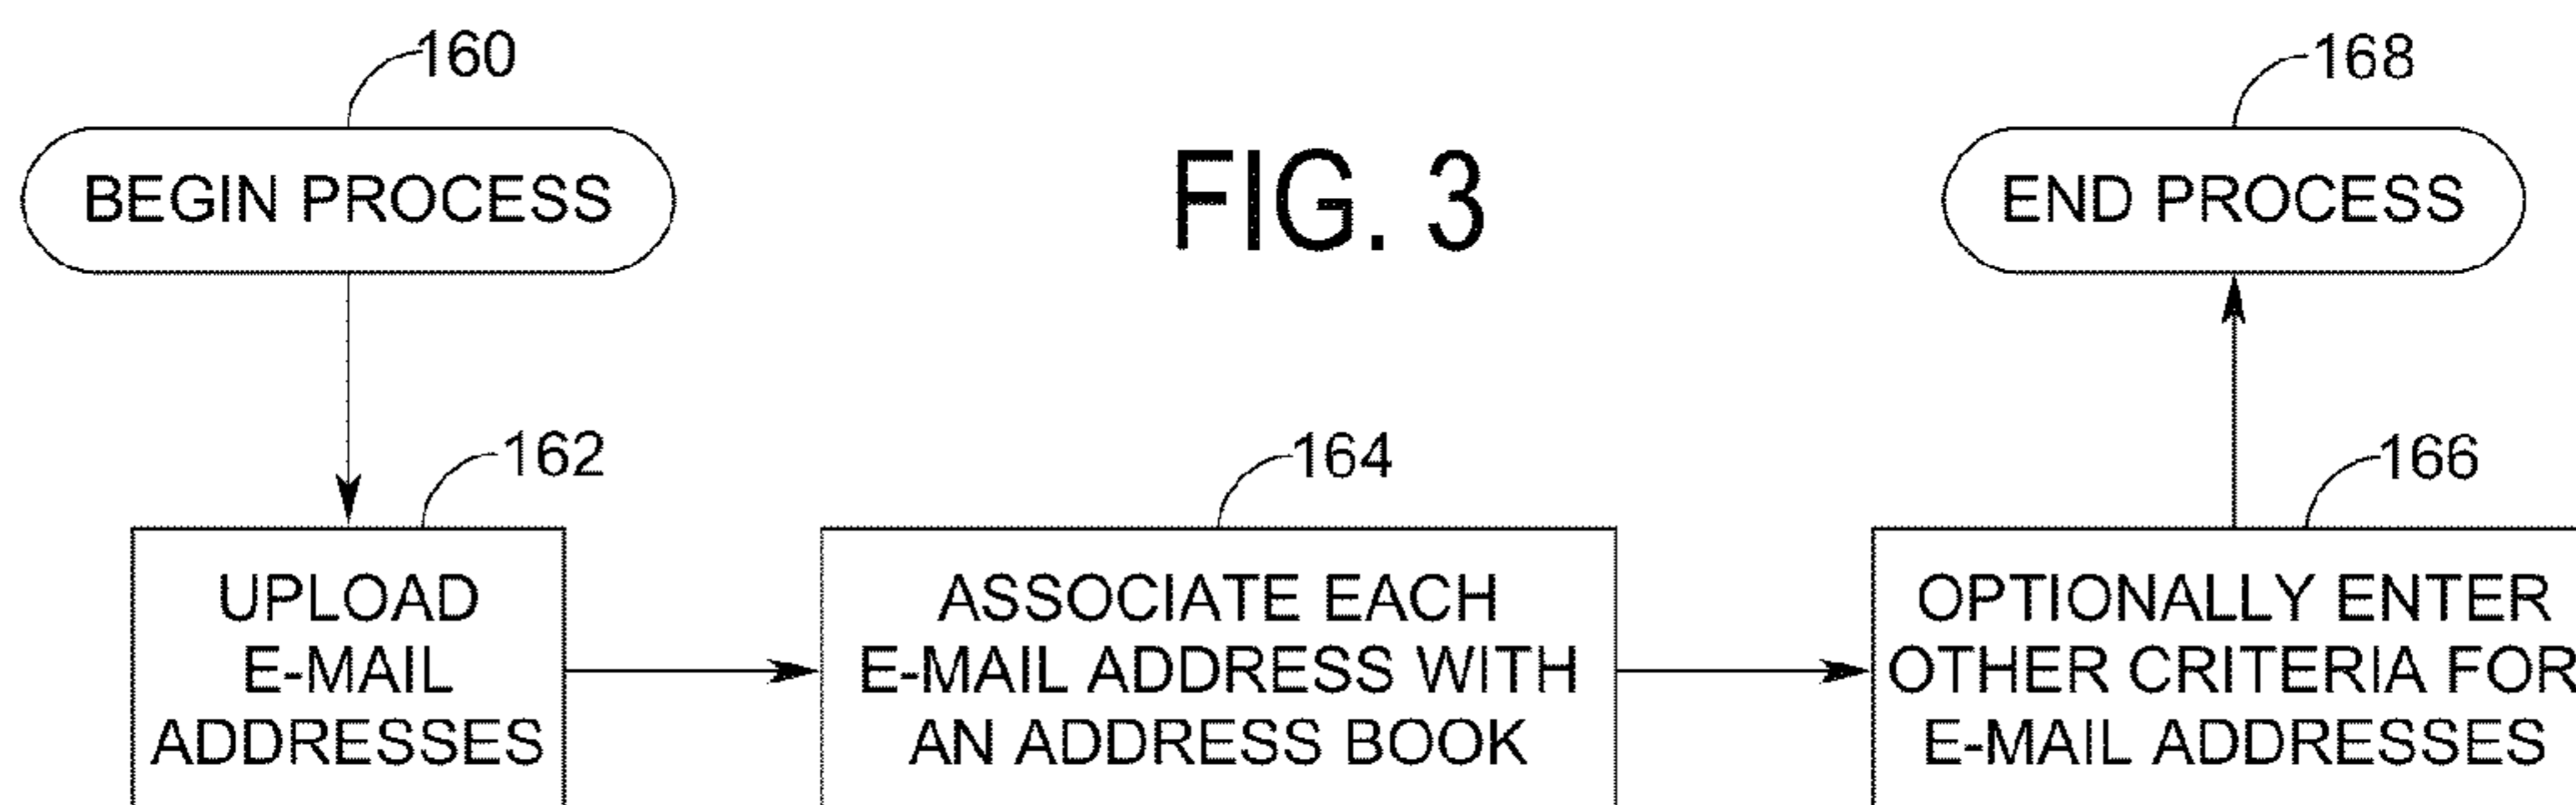 160
BEGIN PROCESS
FIG. 3
168
END PROCESS
162
UPLOAD
E-MAIL
ADDRESSES
164
ASSOCIATE EACH
E-MAIL ADDRESS WITH
AN ADDRESS BOOK
166
OPTIONALLY ENTER
OTHER CRITERIA FOR
E-MAIL ADDRESSES